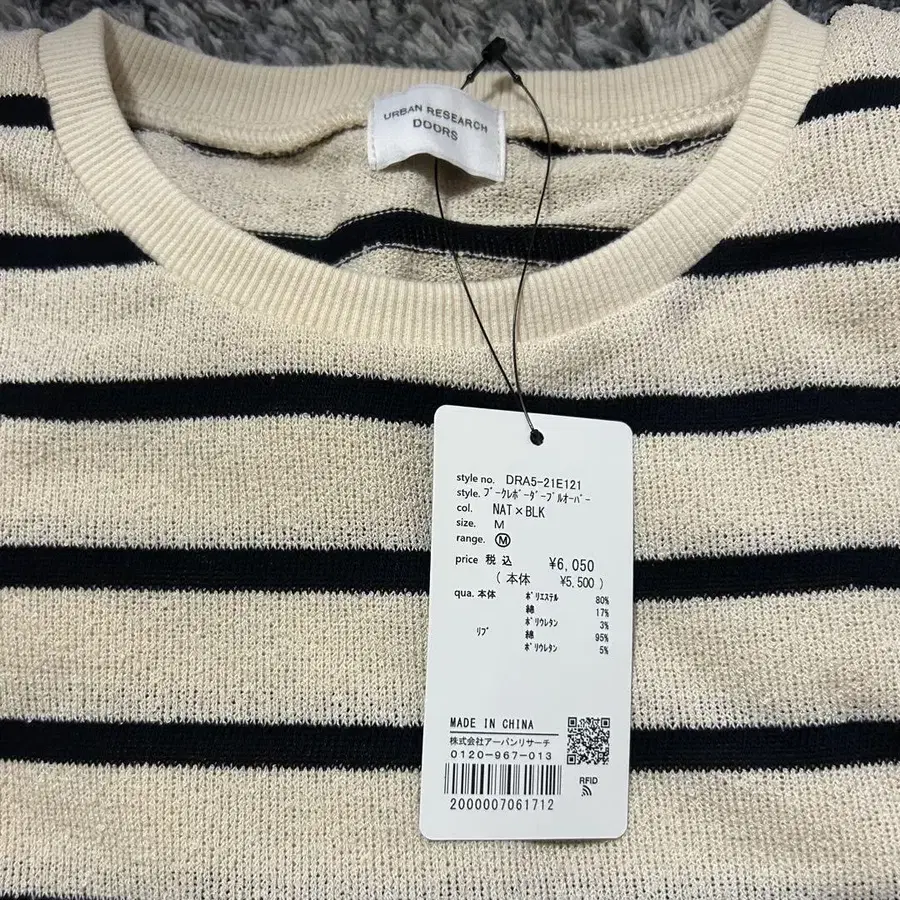 URBAN RESEARCH
DOORS
style no. DRA5-21E121
style. ﾌﾞｰｸﾚﾎﾞｰﾀﾞｰﾌﾟﾙｵｰﾊﾞｰ
col. NAT×BLK
size. M
range. Ⓜ
price 税込 ¥6,050
(本体 ¥5,500)
qua. 本体 ﾎﾟﾘｴｽﾃﾙ 80%
綿 17%
ﾎﾟﾘｳﾚﾀﾝ 3%
ﾘﾌﾞ 綿 95%
ﾎﾟﾘｳﾚﾀﾝ 5%
MADE IN CHINA
株式会社アーバンリサーチ
0120-967-013
2000007061712
RFID